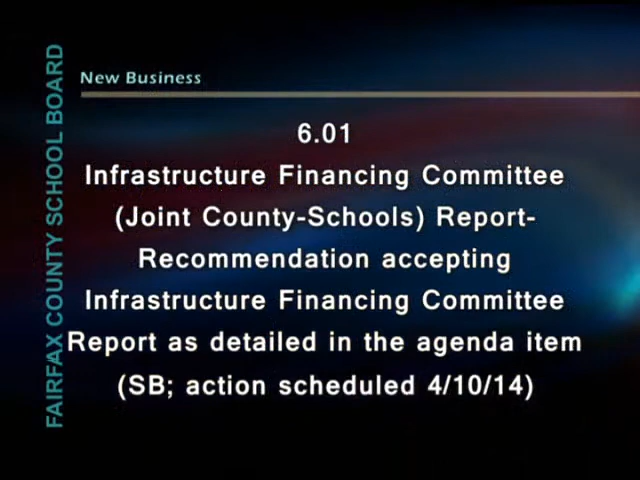 FAIRFAX COUNTY SCHOOL BOARD
New Business
6.01
Infrastructure Financing Committee
(Joint County-Schools) Report-
Recommendation accepting
Infrastructure Financing Committee
Report as detailed in the agenda item
(SB; action scheduled 4/10/14)